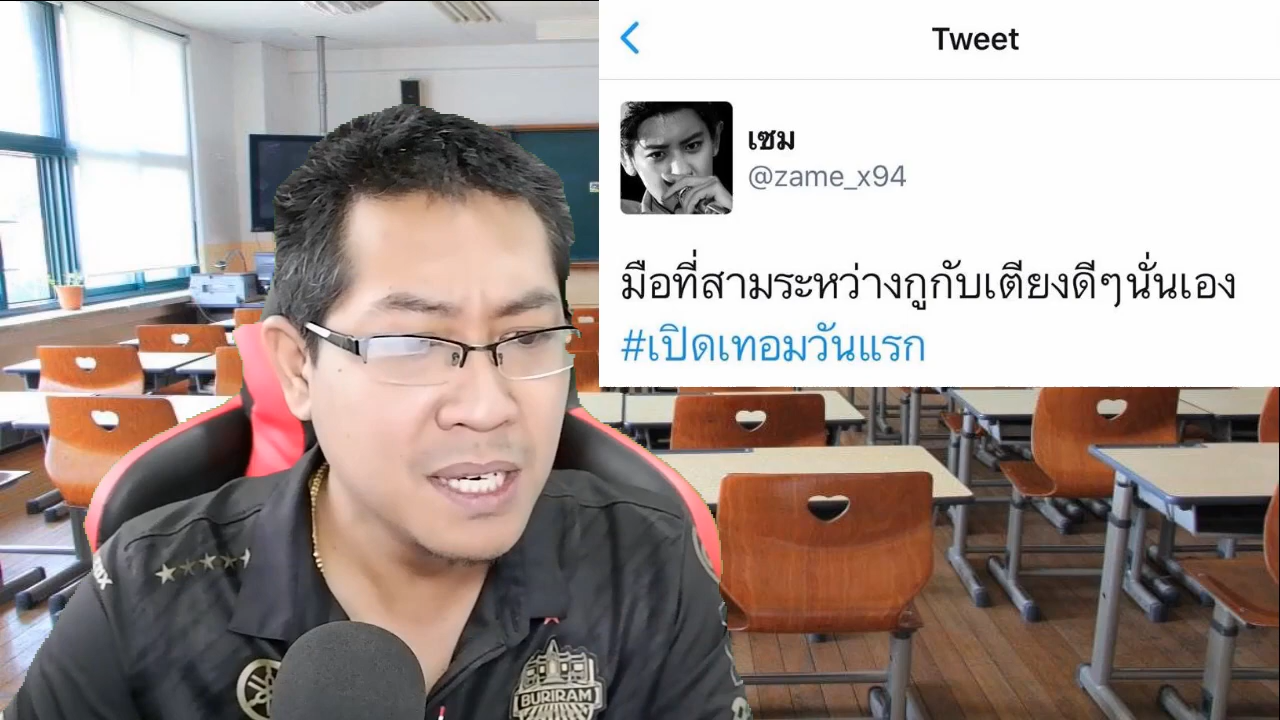 Tweet
เซม
@zame_x94
มือที่สามระหว่างกูกับเตียงดีๆนั่นเอง
#เปิดเทอมวันแรก
BURIRAM